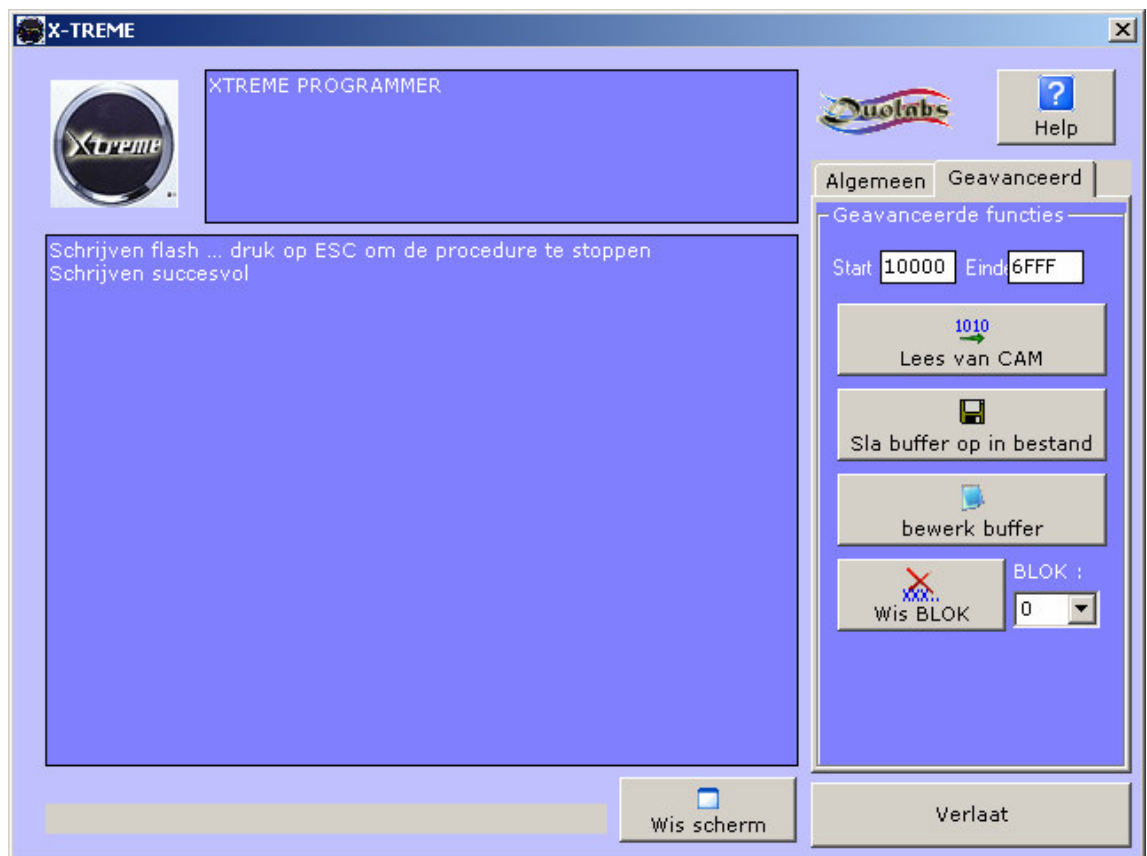 X-TREME
Xtreme
XTREME PROGRAMMER
Duolabs
Help
Algemeen
Geavanceerd
Schrijven flash ... druk op ESC om de procedure te stoppen
Schrijven succesvol
Geavanceerde functies
Start 10000 Einde 6FFF
1010
Lees van CAM
Sla buffer op in bestand
bewerk buffer
XXX..
Wis BLOK
BLOK :
0
Wis scherm
Verlaat